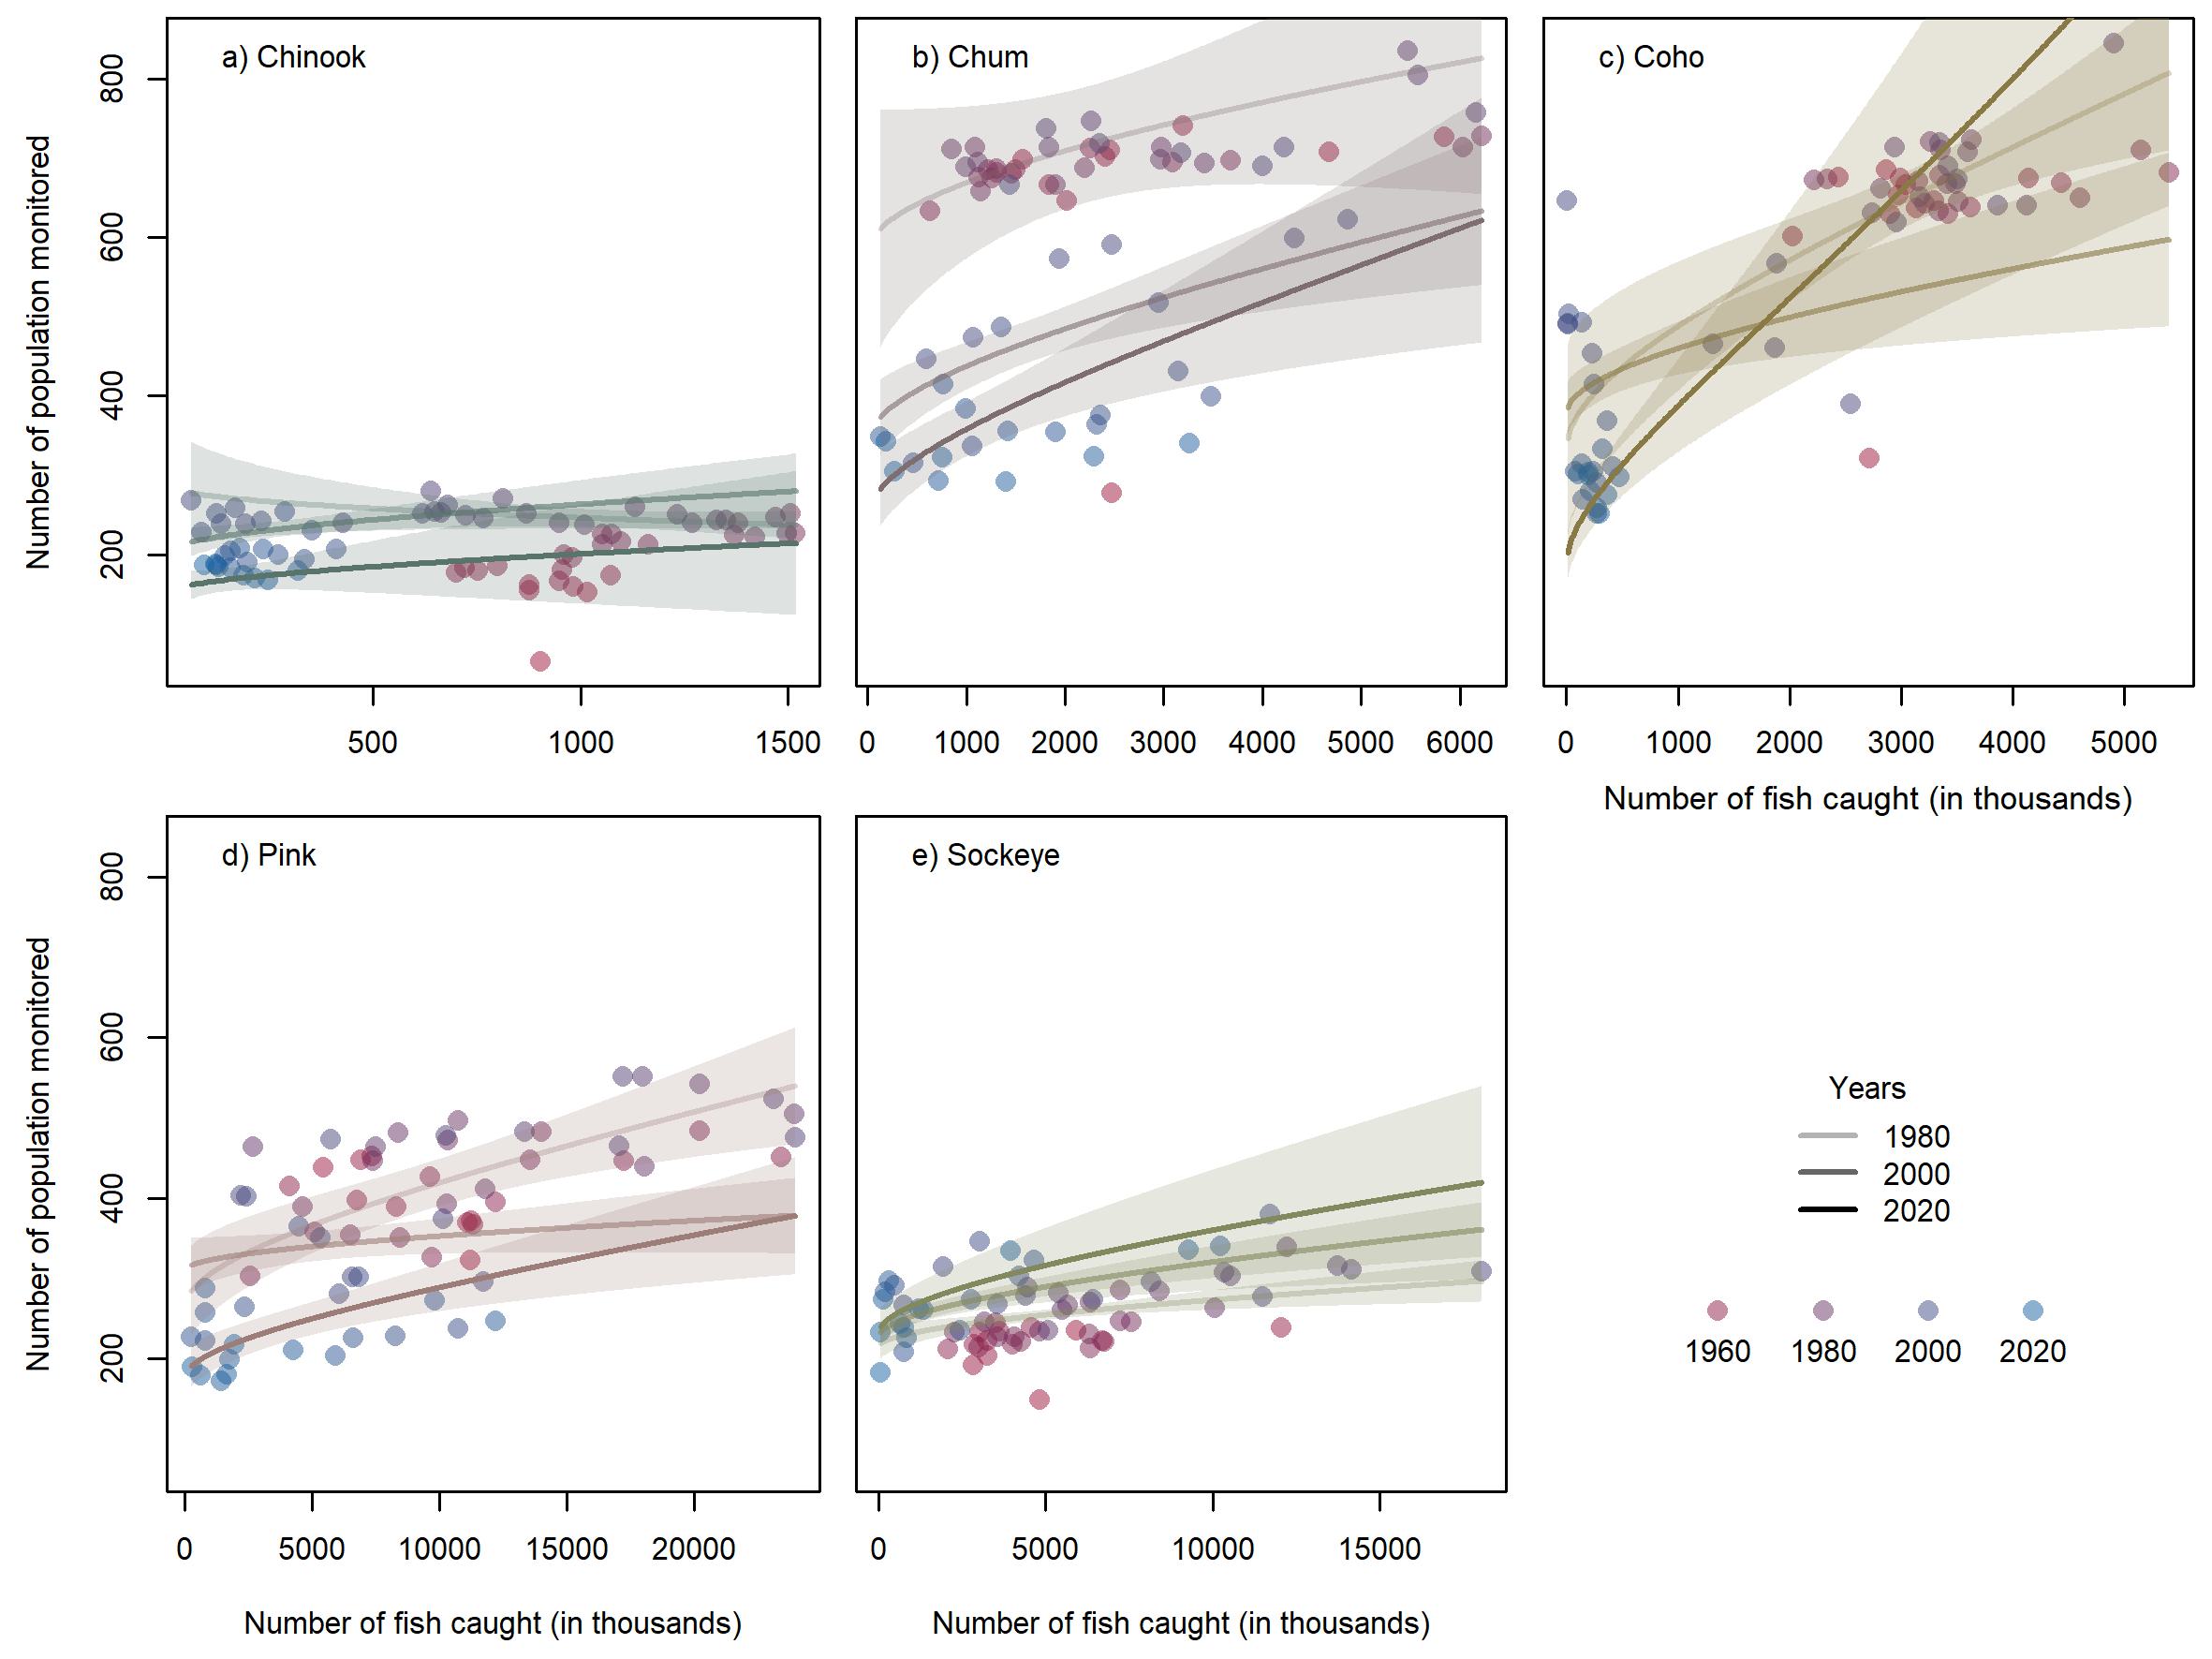 a) Chinook
b) Chum
c) Coho
Number of population monitored
800
600
400
200
500 1000 1500
0 1000 2000 3000 4000 5000 6000
0 1000 2000 3000 4000 5000
Number of fish caught (in thousands)
d) Pink
e) Sockeye
Number of population monitored
800
600
400
200
0 5000 10000 15000 20000
0 5000 10000 15000
Number of fish caught (in thousands)
Number of fish caught (in thousands)
Years
1980
2000
2020
1960 1980 2000 2020